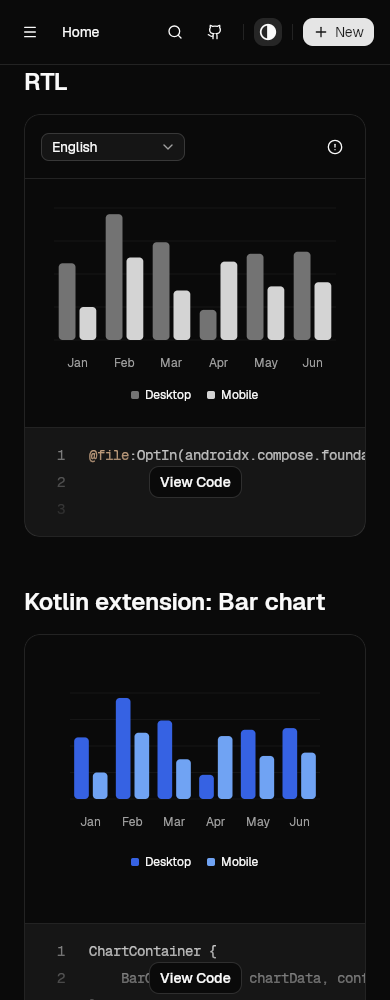 Home
New
RTL
English
Jan Feb Mar Apr May Jun
Desktop Mobile
1 @file:OptIn(androidx.compose.founda
2
View Code
3
Kotlin extension: Bar chart
Jan Feb Mar Apr May Jun
Desktop Mobile
1 ChartContainer {
2 View Code chartData,